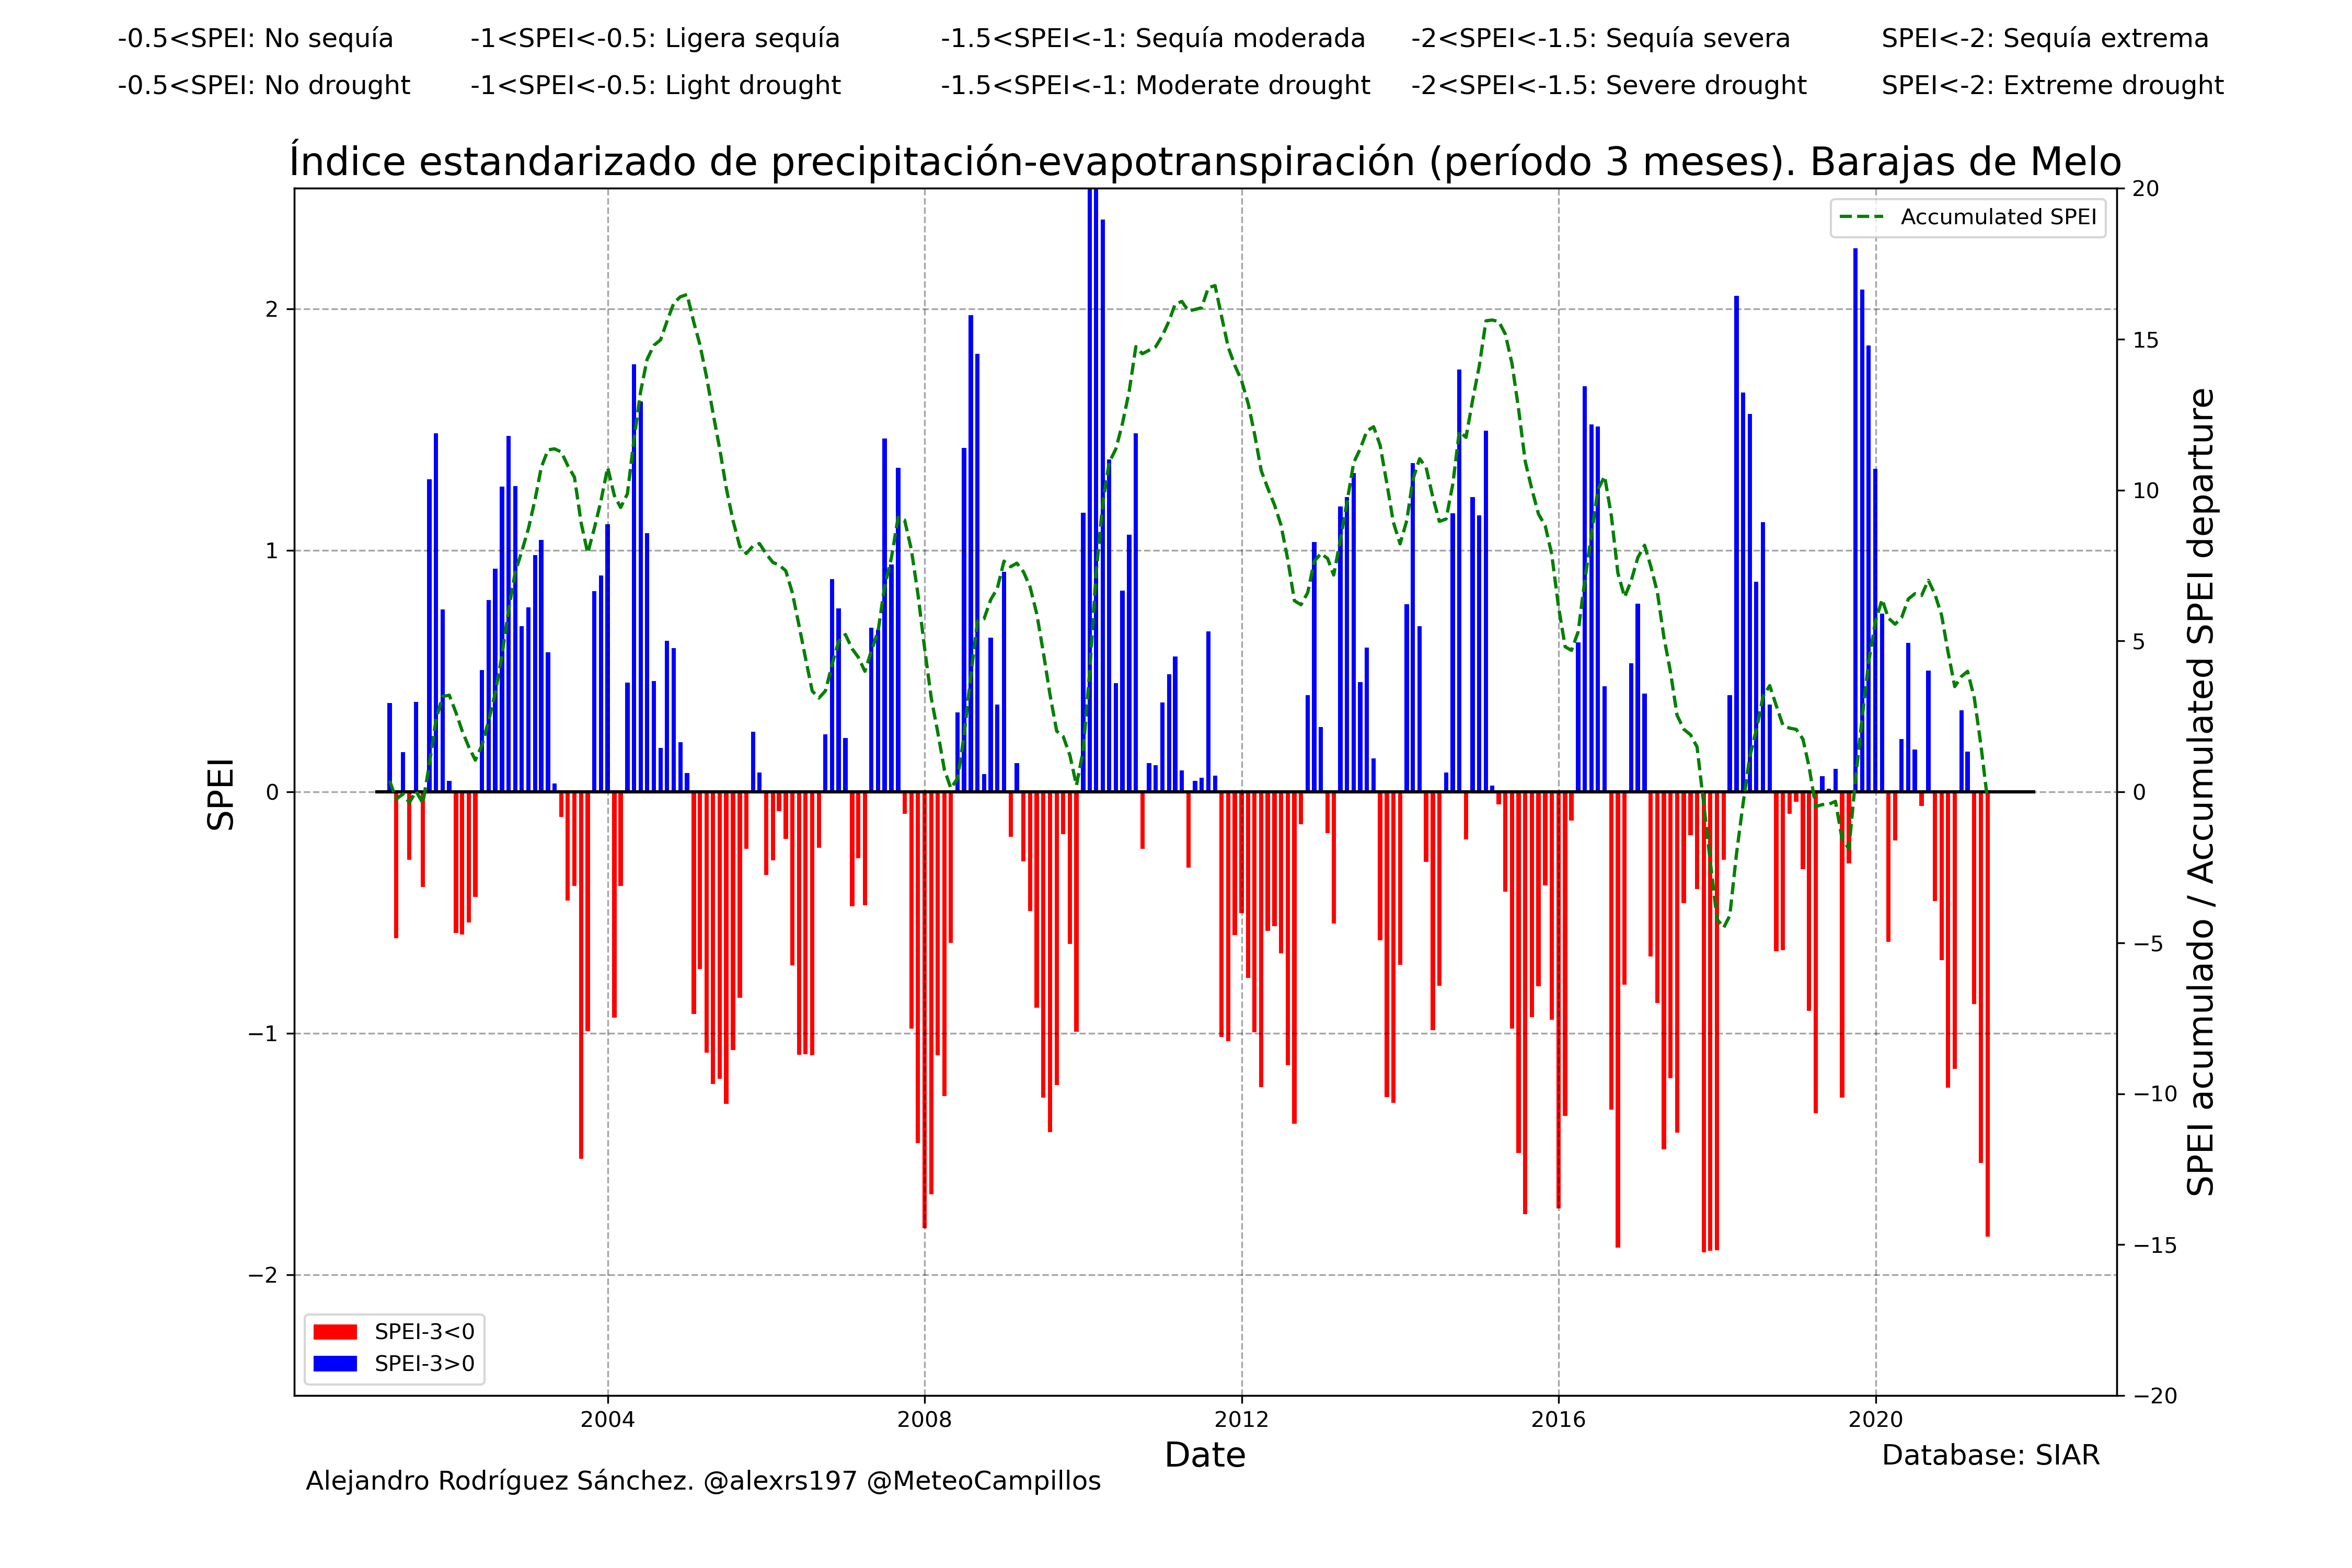 -0.5<SPEI: No sequía -1<SPEI<-0.5: Ligera sequía -1.5<SPEI<-1: Sequía moderada -2<SPEI<-1.5: Sequía severa SPEI<-2: Sequía extrema
-0.5<SPEI: No drought -1<SPEI<-0.5: Light drought -1.5<SPEI<-1: Moderate drought -2<SPEI<-1.5: Severe drought SPEI<-2: Extreme drought
Índice estandarizado de precipitación-evapotranspiración (período 3 meses). Barajas de Melo
Accumulated SPEI
SPEI
2
1
0
−1
−2
20
15
10
5
0
−5
−10
−15
−20
SPEI acumulado / Accumulated SPEI departure
SPEI-3<0
SPEI-3>0
2004 2008 2012 2016 2020
Date
Database: SIAR
Alejandro Rodríguez Sánchez. @alexrs197 @MeteoCampillos